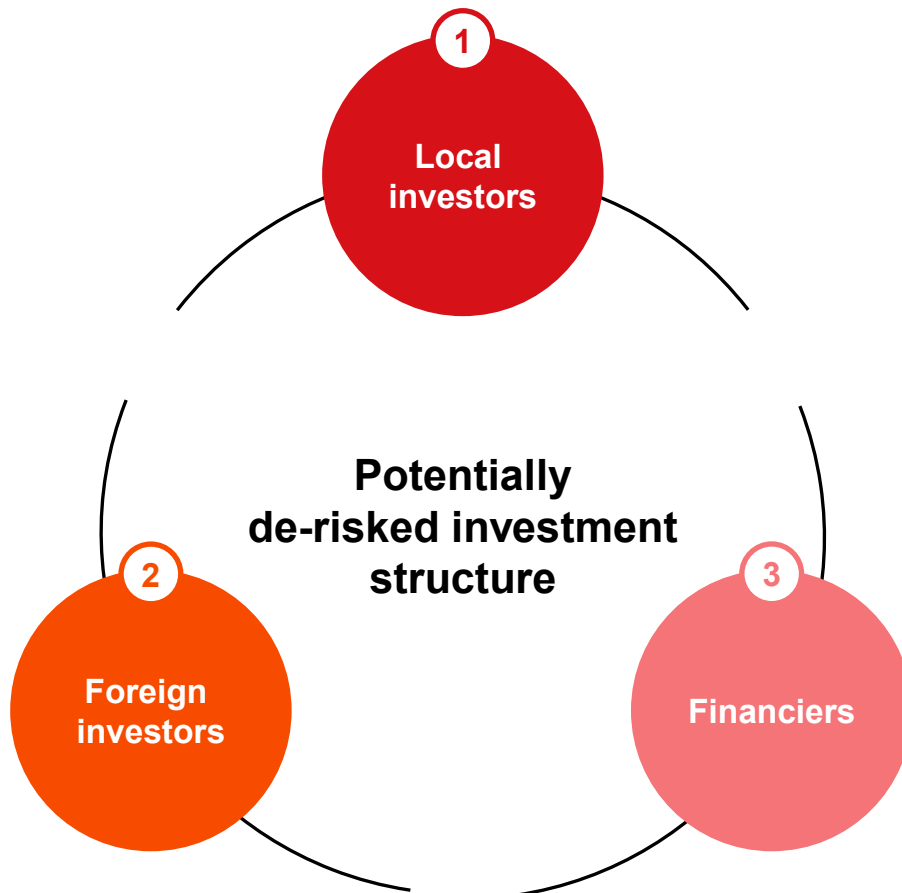 1
Local
investors
Potentially
de-risked investment
structure
2
Foreign
investors
3
Financiers